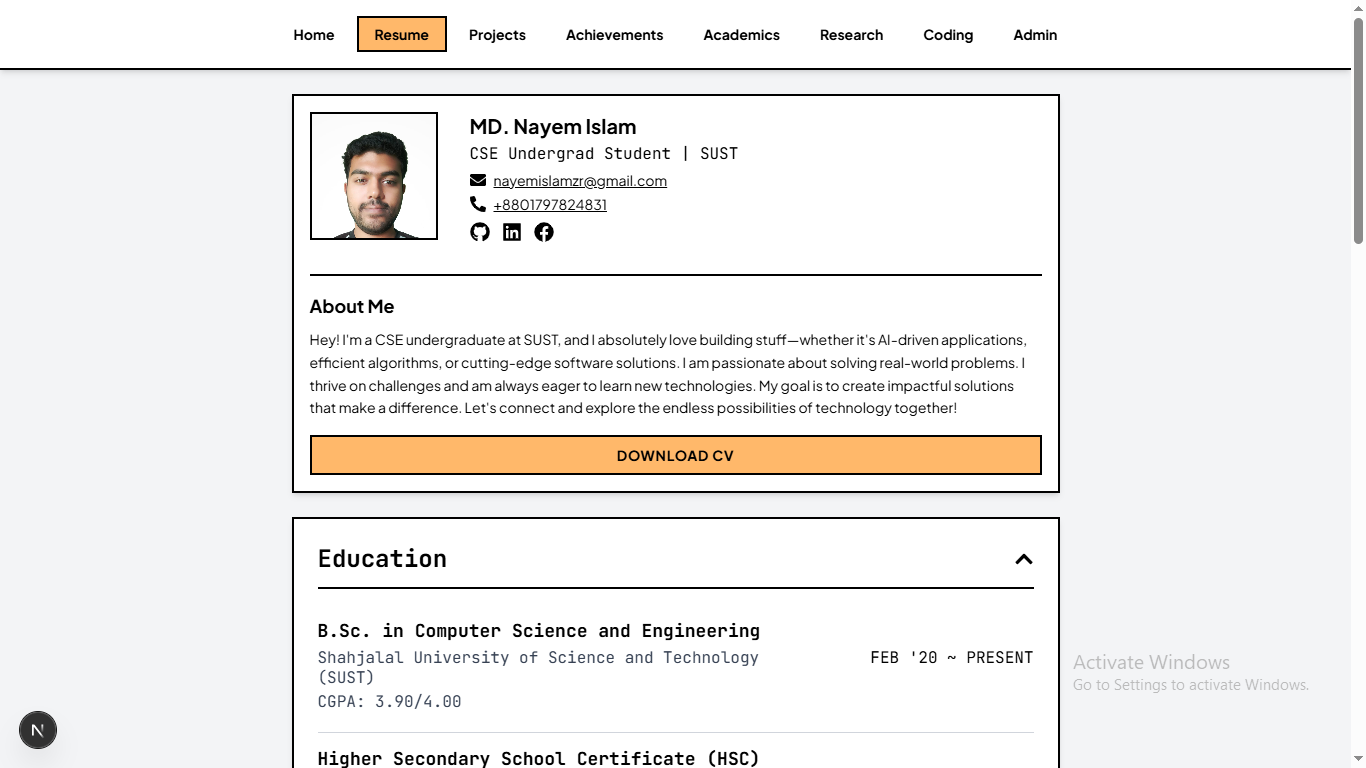 Home Resume Projects Achievements Academics Research Coding Admin
MD. Nayem Islam
CSE Undergrad Student | SUST
nayemislamzr@gmail.com
+8801797824831
in
About Me
Hey! I'm a CSE undergraduate at SUST, and I absolutely love building stuff—whether it's AI-driven applications,
efficient algorithms, or cutting-edge software solutions. I am passionate about solving real-world problems. I
thrive on challenges and am always eager to learn new technologies. My goal is to create impactful solutions
that make a difference. Let's connect and explore the endless possibilities of technology together!
DOWNLOAD CV
Education
B.Sc. in Computer Science and Engineering
Shahjalal University of Science and Technology
(SUST)
FEB '20 ~ PRESENT
CGPA: 3.90/4.00
Higher Secondary School Certificate (HSC)
Activate Windows
Go to Settings to activate Windows.
N